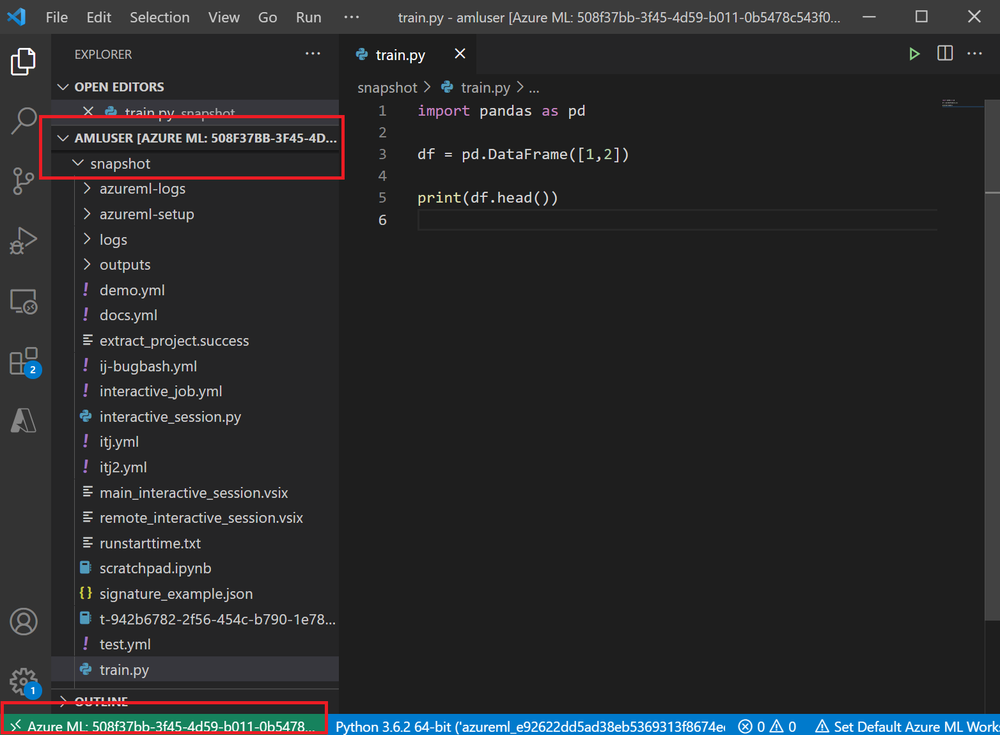 File Edit Selection View Go Run ··· train.py - amluser [Azure ML: 508f37bb-3f45-4d59-b011-0b5478c543f0...
EXPLORER ···
OPEN EDITORS
train.py snapshot
AMLUSER [AZURE ML: 508F37BB-3F45-4D...
snapshot
azureml-logs
azureml-setup
logs
outputs
demo.yml
docs.yml
extract_project.success
ij-bugbash.yml
interactive_job.yml
interactive_session.py
itj.yml
itj2.yml
main_interactive_session.vsix
remote_interactive_session.vsix
runstarttime.txt
scratchpad.ipynb
signature_example.json
t-942b6782-2f56-454c-b790-1e78...
test.yml
train.py
OUTLINE
2
1
train.py
snapshot > train.py > ...
1 import pandas as pd
2
3 df = pd.DataFrame([1,2])
4
5 print(df.head())
6
Azure ML: 508f37bb-3f45-4d59-b011-0b5478... Python 3.6.2 64-bit ('azureml_e92622dd5ad38eb5369313f8674e 0 0 Set Default Azure ML Work